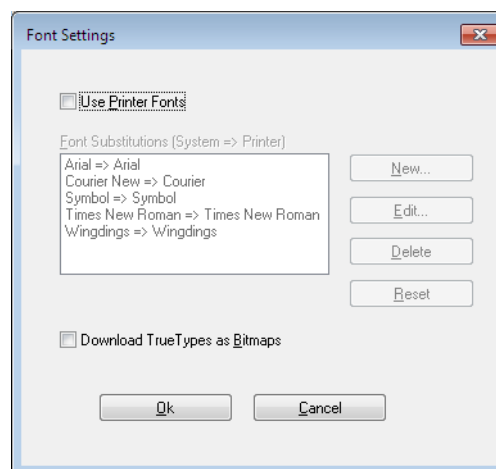 Font Settings
Use Printer Fonts
Font Substitutions (System => Printer)
Arial => Arial
Courier New => Courier
Symbol => Symbol
Times New Roman => Times New Roman
Wingdings => Wingdings
New...
Edit...
Delete
Reset
Download TrueTypes as Bitmaps
Ok
Cancel